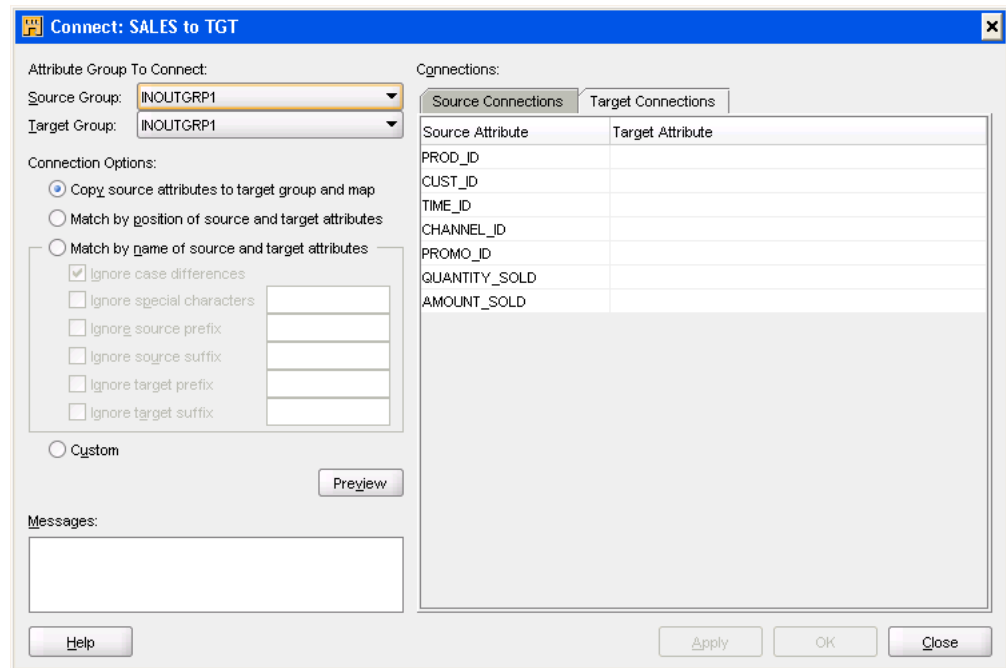 Connect: SALES to TGT
Attribute Group To Connect:
Source Group: INOUTGRP1
Target Group: INOUTGRP1
Connection Options:
Copy source attributes to target group and map
Match by position of source and target attributes
Match by name of source and target attributes
Ignore case differences
Ignore special characters
Ignore source prefix
Ignore source suffix
Ignore target prefix
Ignore target suffix
Custom
Preview
Messages:
Connections:
Source Connections Target Connections
Source Attribute Target Attribute
PROD_ID
CUST_ID
TIME_ID
CHANNEL_ID
PROMO_ID
QUANTITY_SOLD
AMOUNT_SOLD
Help Apply OK Close